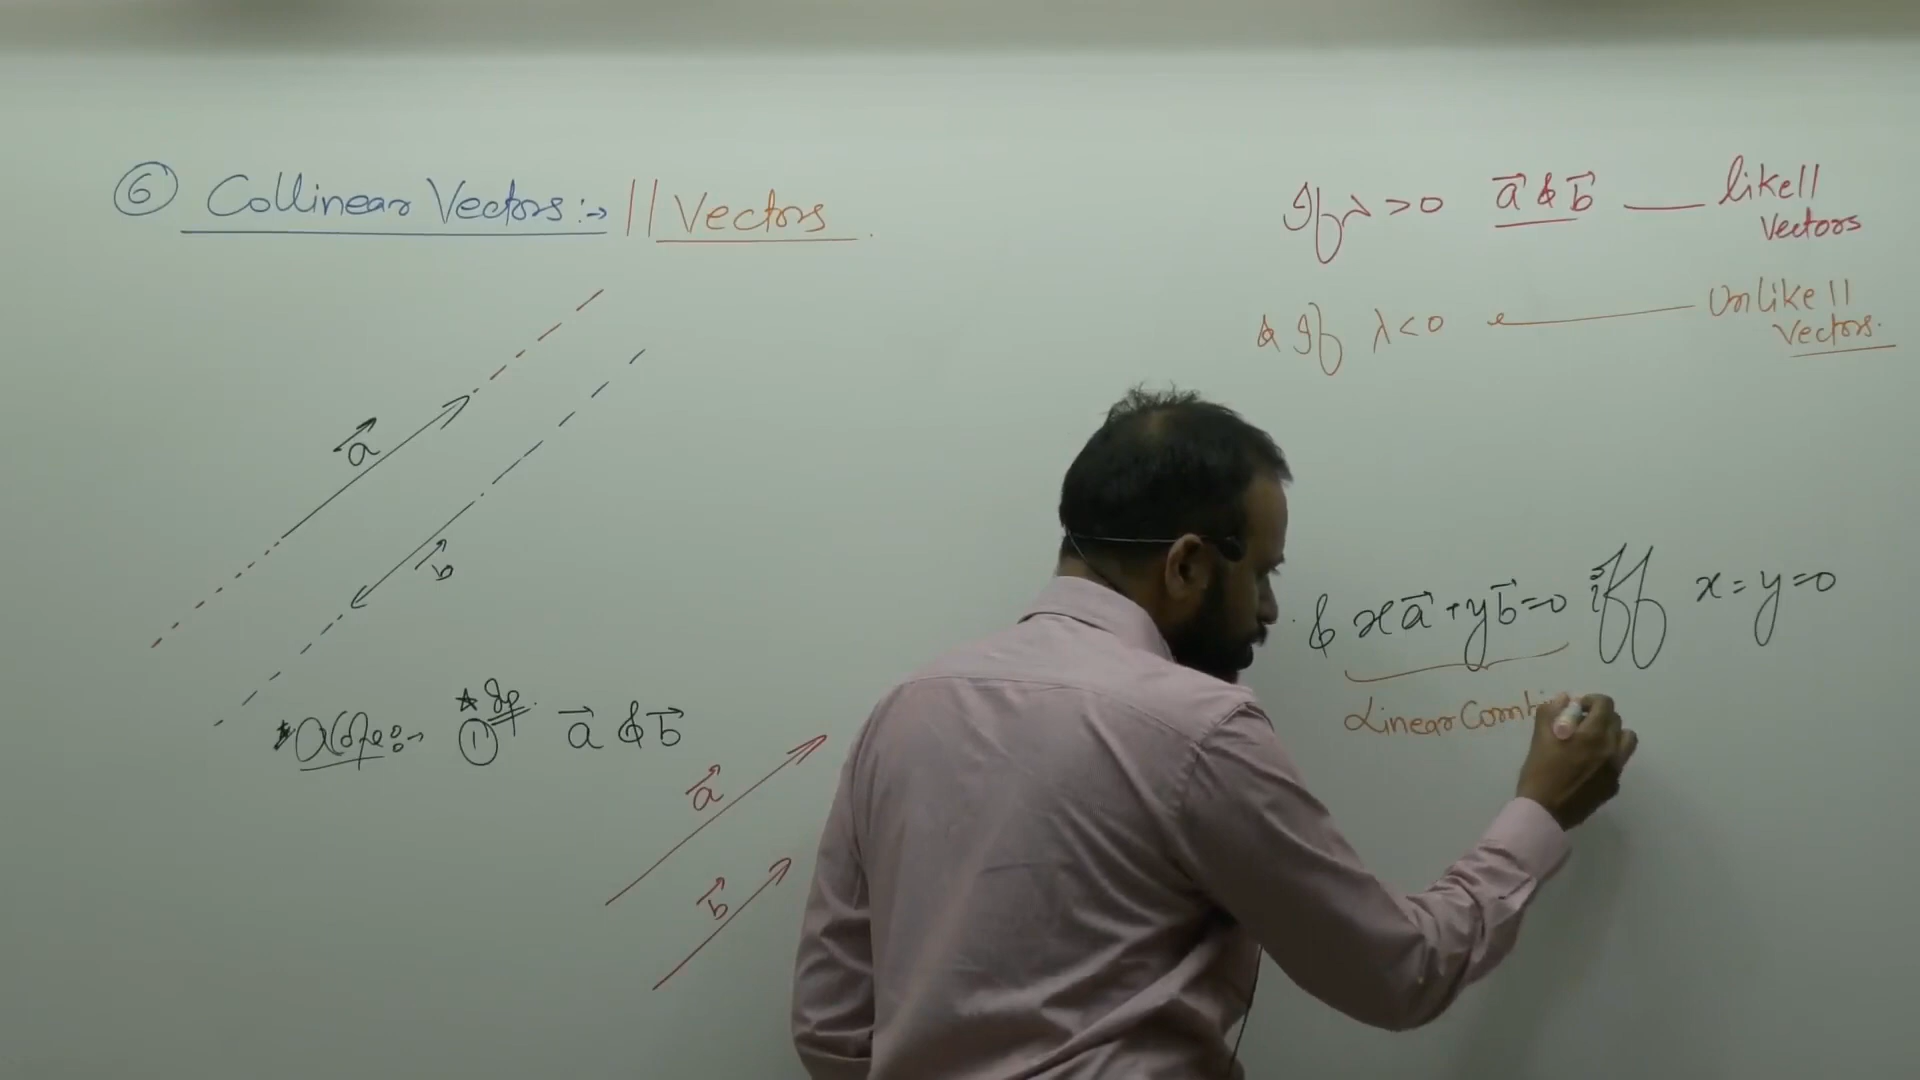 ⑥ Collinear Vectors :→ || Vectors
If λ > 0 a⃗ & b⃗ — like ||
Vectors
If λ < 0 — Unlike ||
Vectors.
a⃗
b⃗
& x a⃗ + y b⃗ = 0 iff x = y = 0
Linear Comb
① If a⃗ & b⃗
a⃗
b⃗